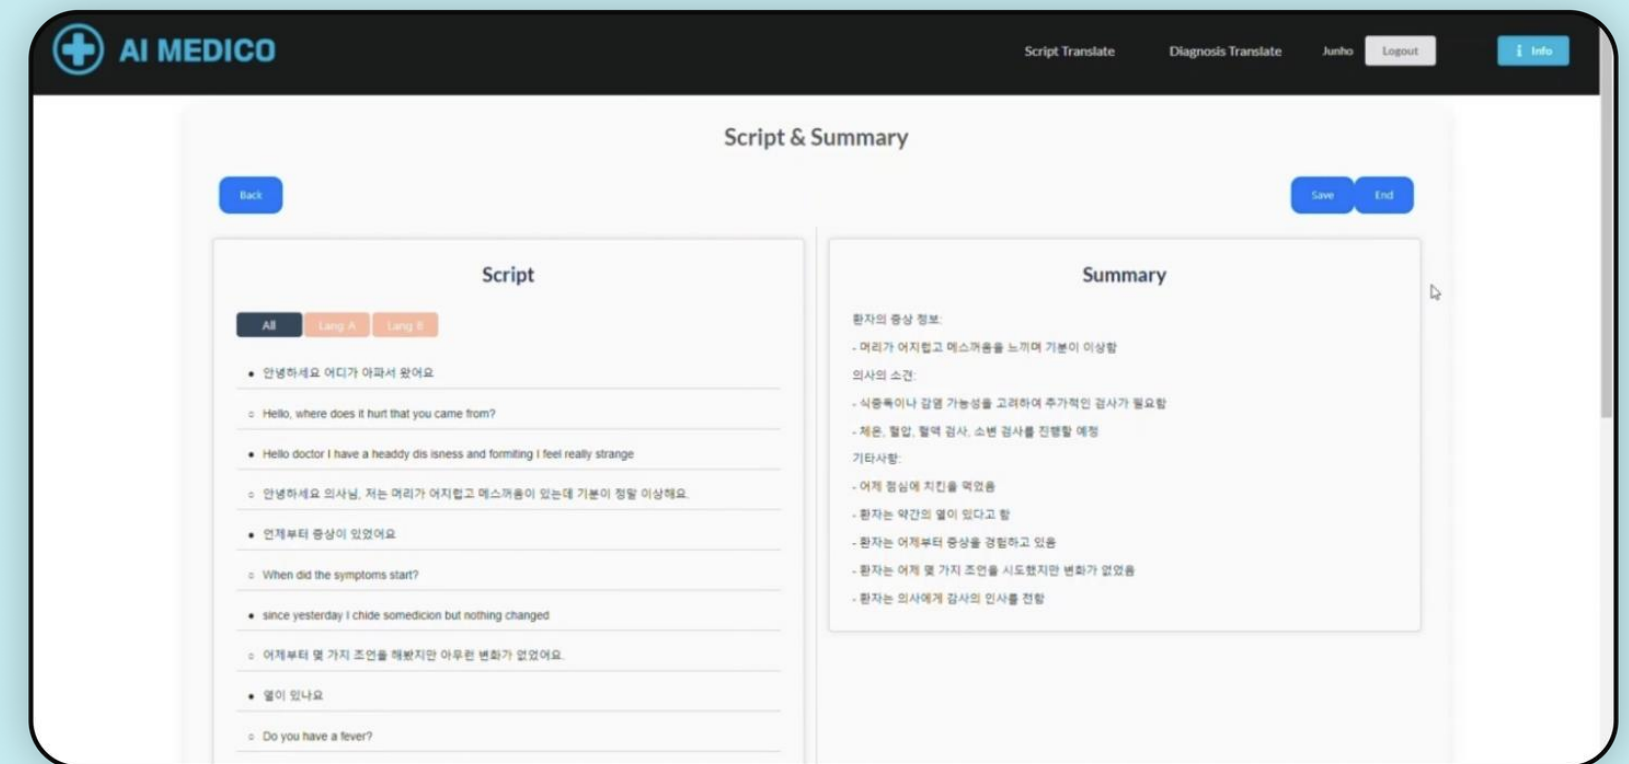 AI MEDICO
Script Translate
Diagnosis Translate
Junho
Logout
i Info
Script & Summary
Back
Save
End
Script
All
Lang A
Lang B
안녕하세요 어디가 아파서 왔어요
Hello, where does it hurt that you came from?
Hello doctor I have a headdy dis isness and formiting I feel really strange
안녕하세요 의사님, 저는 머리가 어지럽고 메스꺼움이 있는데 기분이 정말 이상해요.
언제부터 증상이 있었어요
When did the symptoms start?
since yesterday I chide somedicion but nothing changed
어제부터 몇 가지 조언을 해봤지만 아무런 변화가 없었어요.
열이 있나요
Do you have a fever?
Summary
환자의 증상 정보:
- 머리가 어지럽고 메스꺼움을 느끼며 기분이 이상함
의사의 소견:
- 식중독이나 감염 가능성을 고려하여 추가적인 검사가 필요함
- 체온, 혈압, 혈액 검사, 소변 검사를 진행할 예정
기타사항:
- 어제 점심에 치킨을 먹었음
- 환자는 약간의 열이 있다고 함
- 환자는 어제부터 증상을 경험하고 있음
- 환자는 어제 몇 가지 조언을 시도했지만 변화가 없었음
- 환자는 의사에게 감사의 인사를 전함